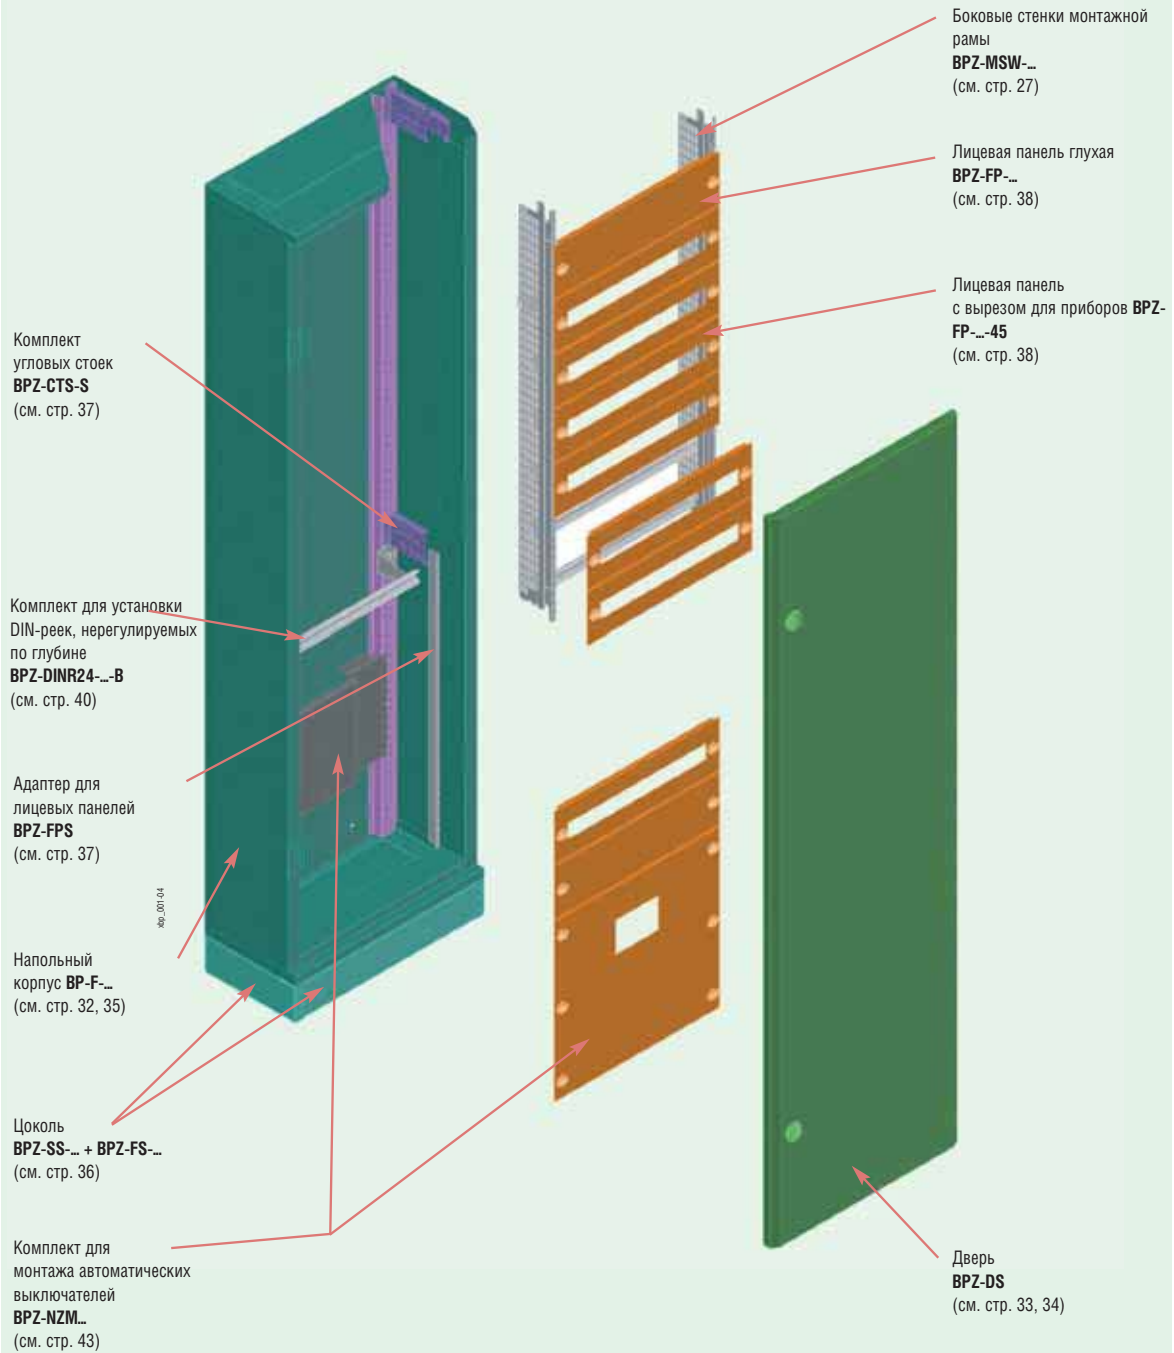 Боковые стенки монтажной
рамы
BPZ-MSW-...
(см. стр. 27)
Лицевая панель глухая
BPZ-FP-...
(см. стр. 38)
Лицевая панель
с вырезом для приборов BPZ-
FP-...-45
(см. стр. 38)
Комплект
угловых стоек
BPZ-CTS-S
(см. стр. 37)
Комплект для установки
DIN-реек, нерегулируемых
по глубине
BPZ-DINR24-...-B
(см. стр. 40)
Адаптер для
лицевых панелей
BPZ-FPS
(см. стр. 37)
xbp_001-04
Напольный
корпус BP-F-...
(см. стр. 32, 35)
Цоколь
BPZ-SS-... + BPZ-FS-...
(см. стр. 36)
Комплект для
монтажа автоматических
выключателей
BPZ-NZM...
(см. стр. 43)
Дверь
BPZ-DS
(см. стр. 33, 34)